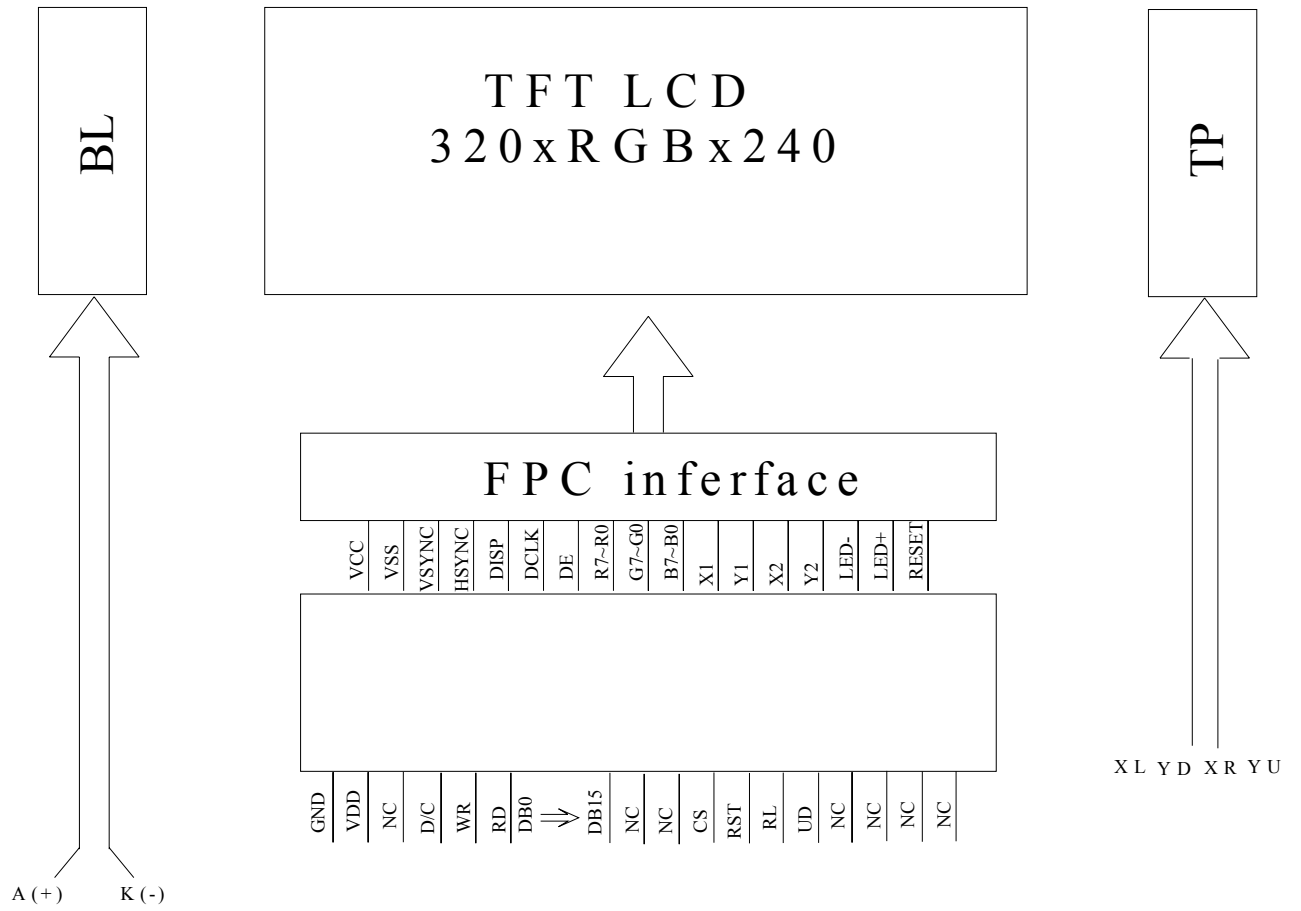 BL
TFT LCD
320xRGBx240
TP
FPC inferface
VCC
VSS
VSYNC
HSYNC
DISP
DCLK
DE
R7~R0
G7~G0
B7~B0
X1
Y1
X2
Y2
LED-
LED+
RESET
XL YD XR YU
GND
VDD
NC
D/C
WR
RD
DB0
DB15
NC
NC
CS
RST
RL
UD
NC
NC
NC
NC
A(+) K(-)